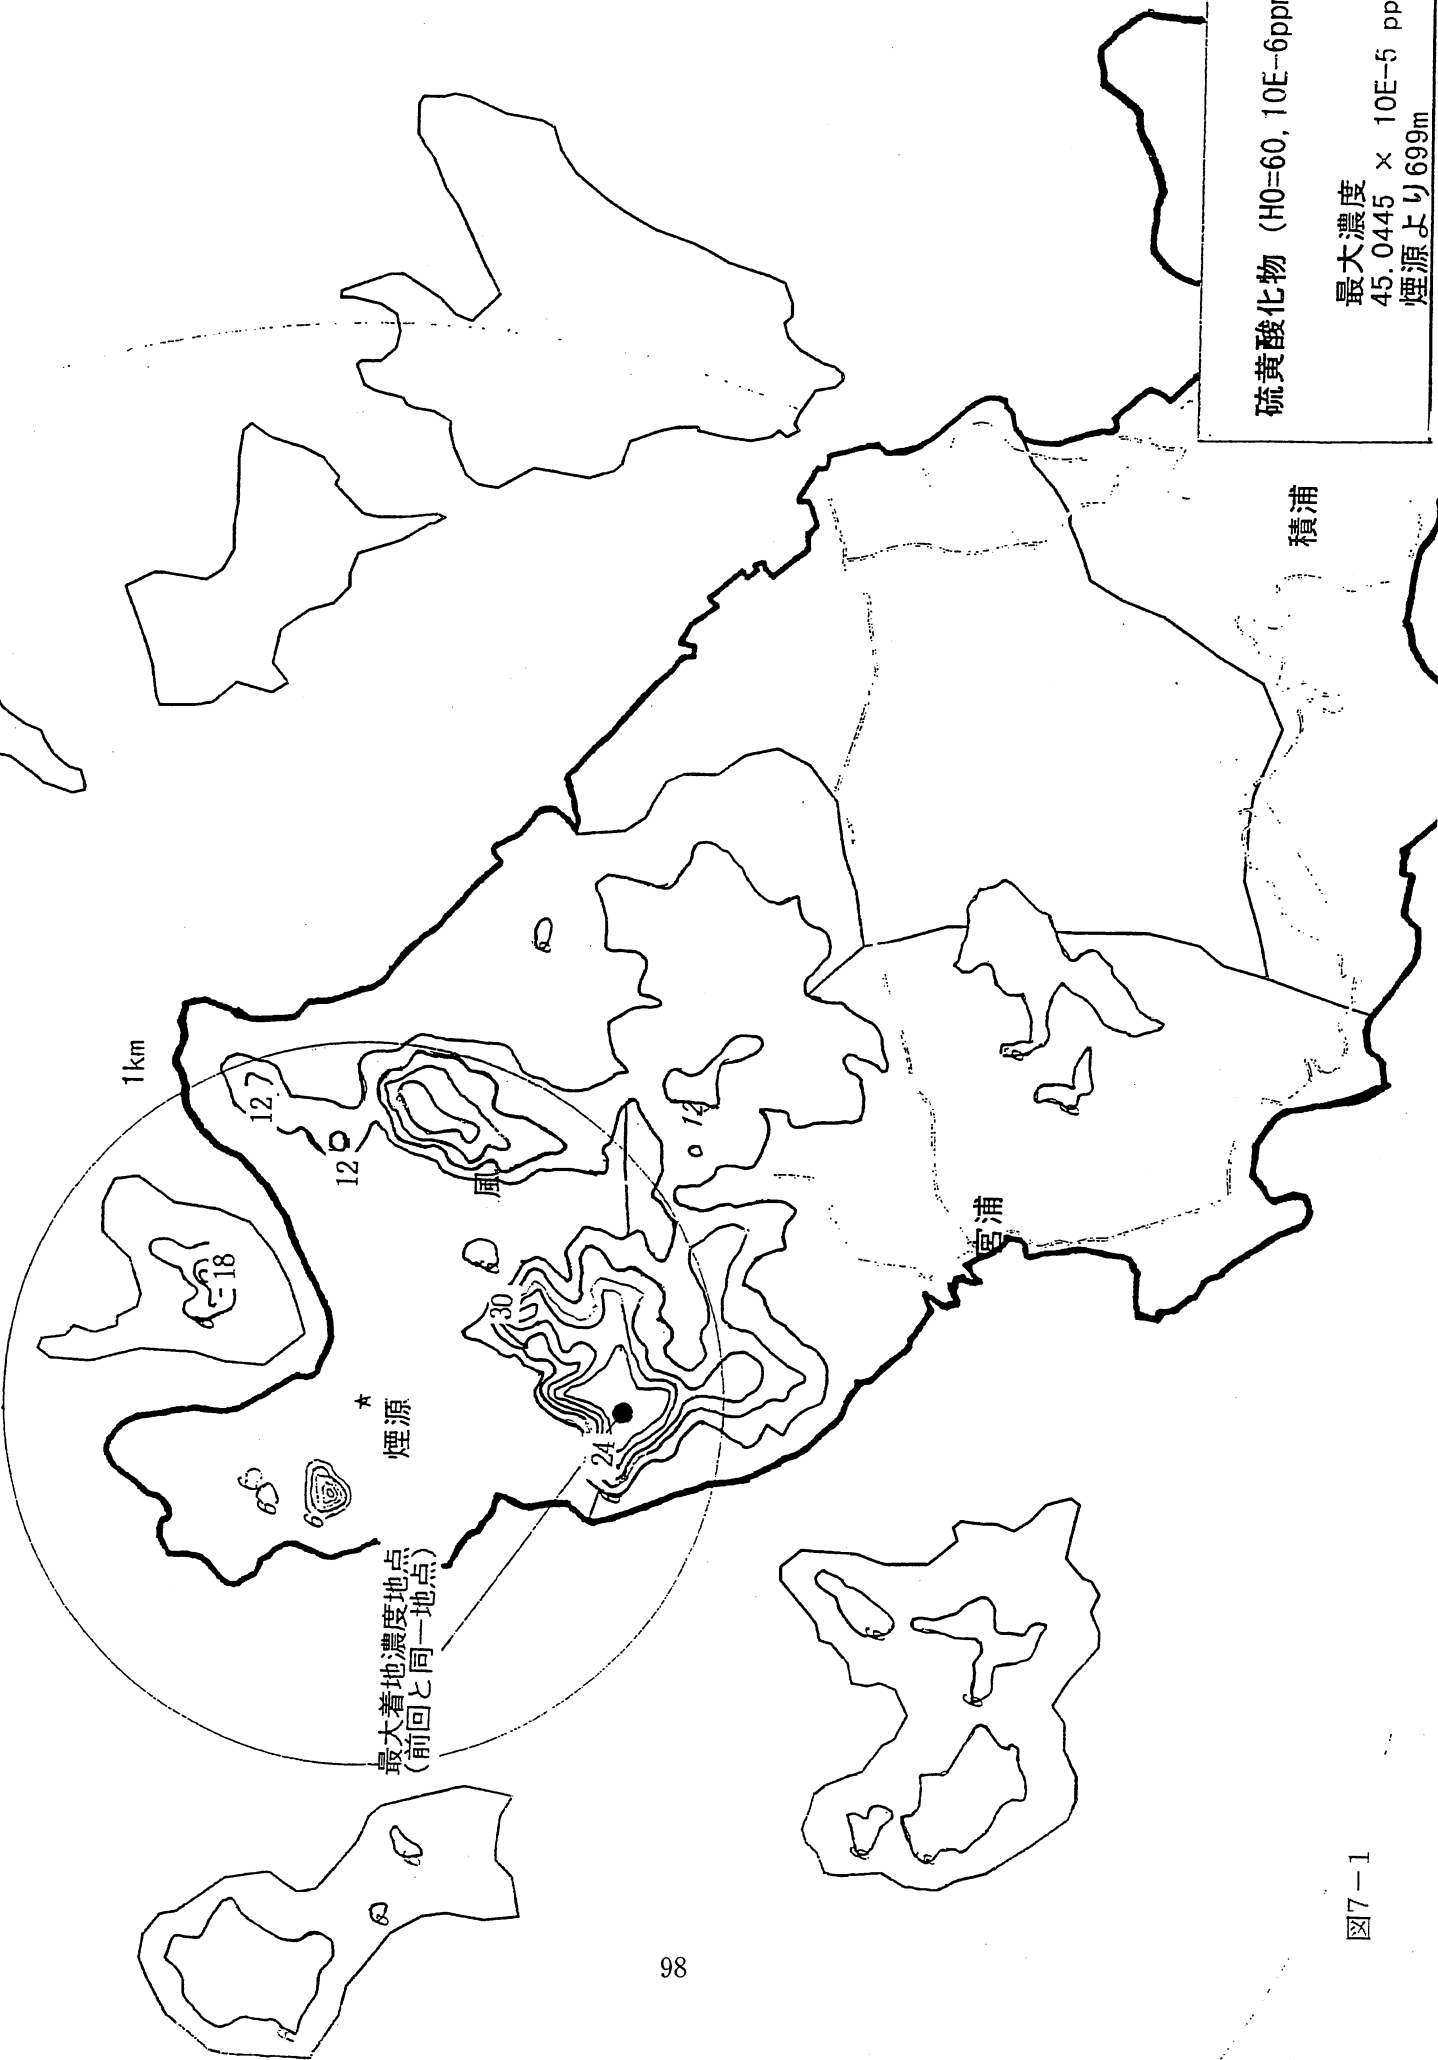 硫黄酸化物 (H0=60, 10E-6pp
最大濃度
45.0445 × 10E-5 pp
煙源より699m
1km
12
12
12
18
風
30
24
6
6
☆
煙源
最大着地濃度地点
(前回と同一地点)
積浦
宮浦
図7-1
98